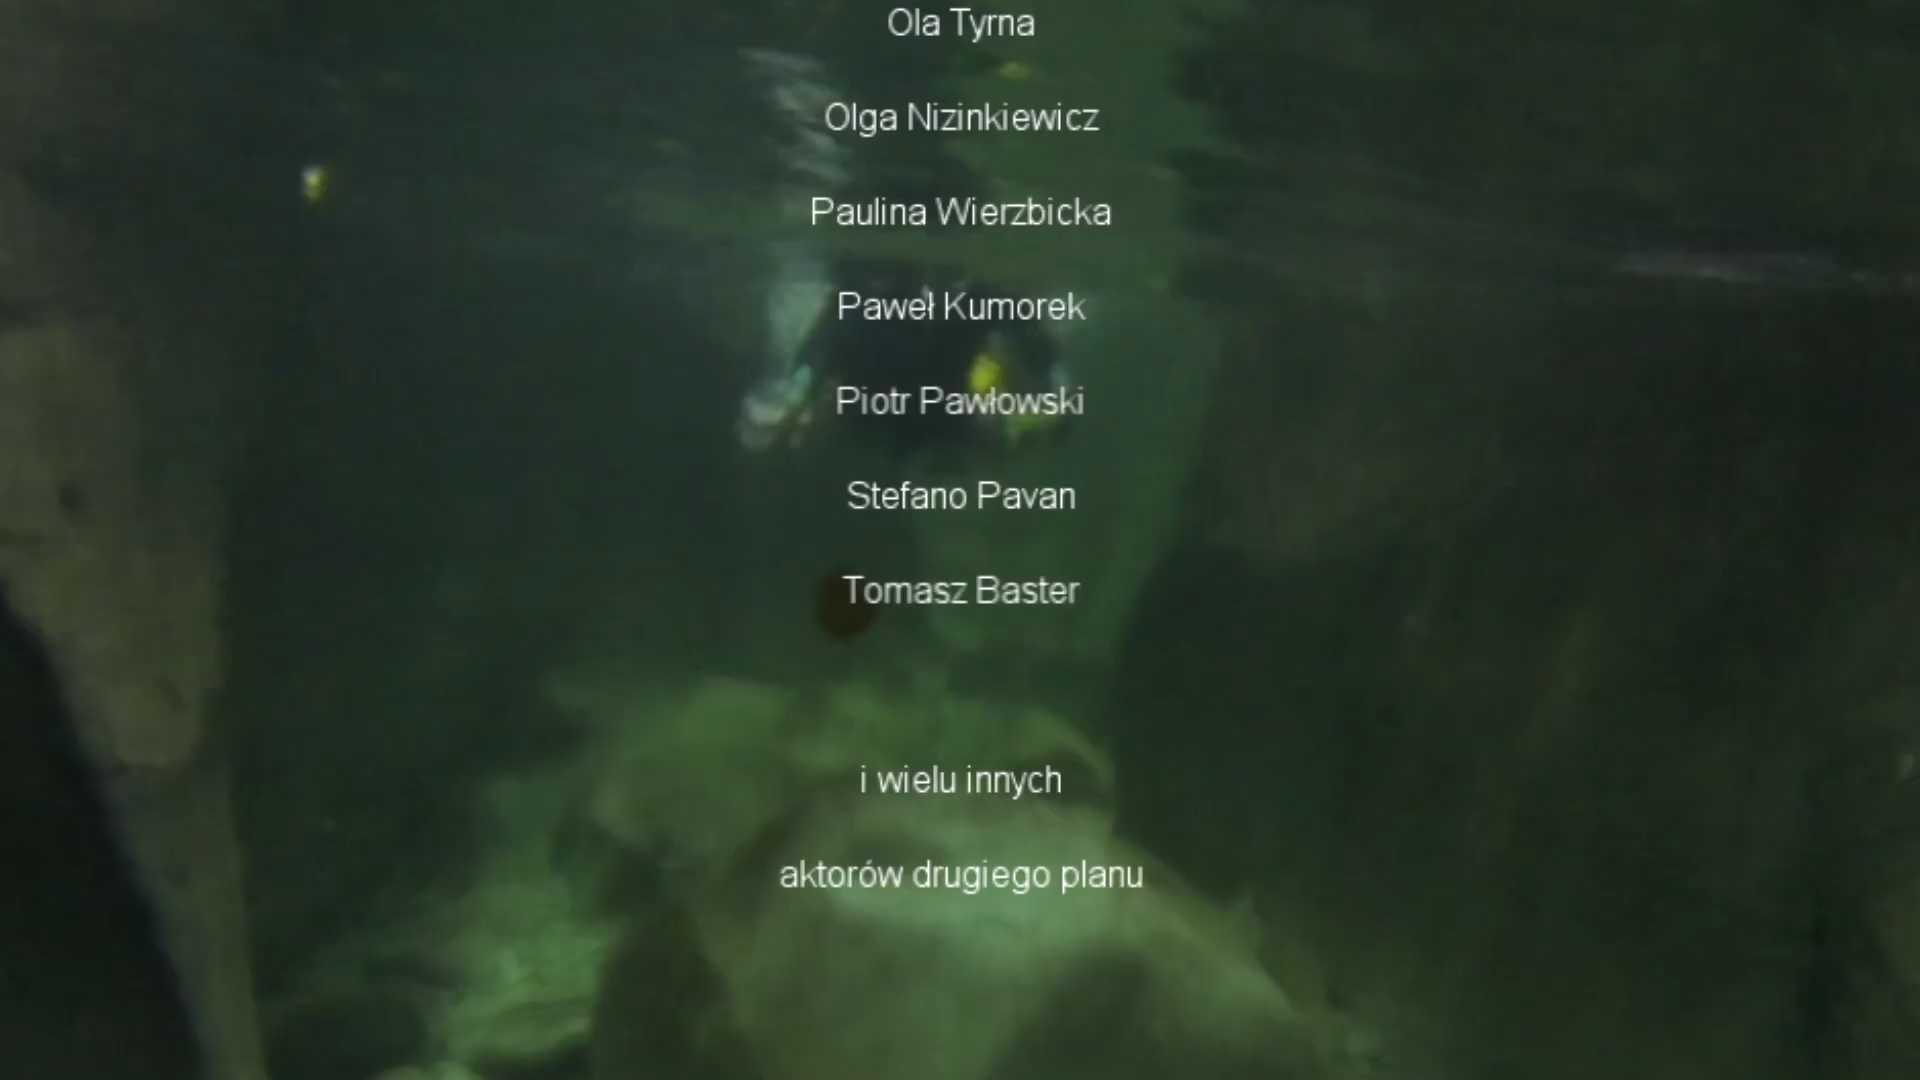 Ola Tyrna
Olga Nizinkiewicz
Paulina Wierzbicka
Paweł Kumorek
Piotr Pawłowski
Stefano Pavan
Tomasz Baster
i wielu innych
aktorów drugiego planu